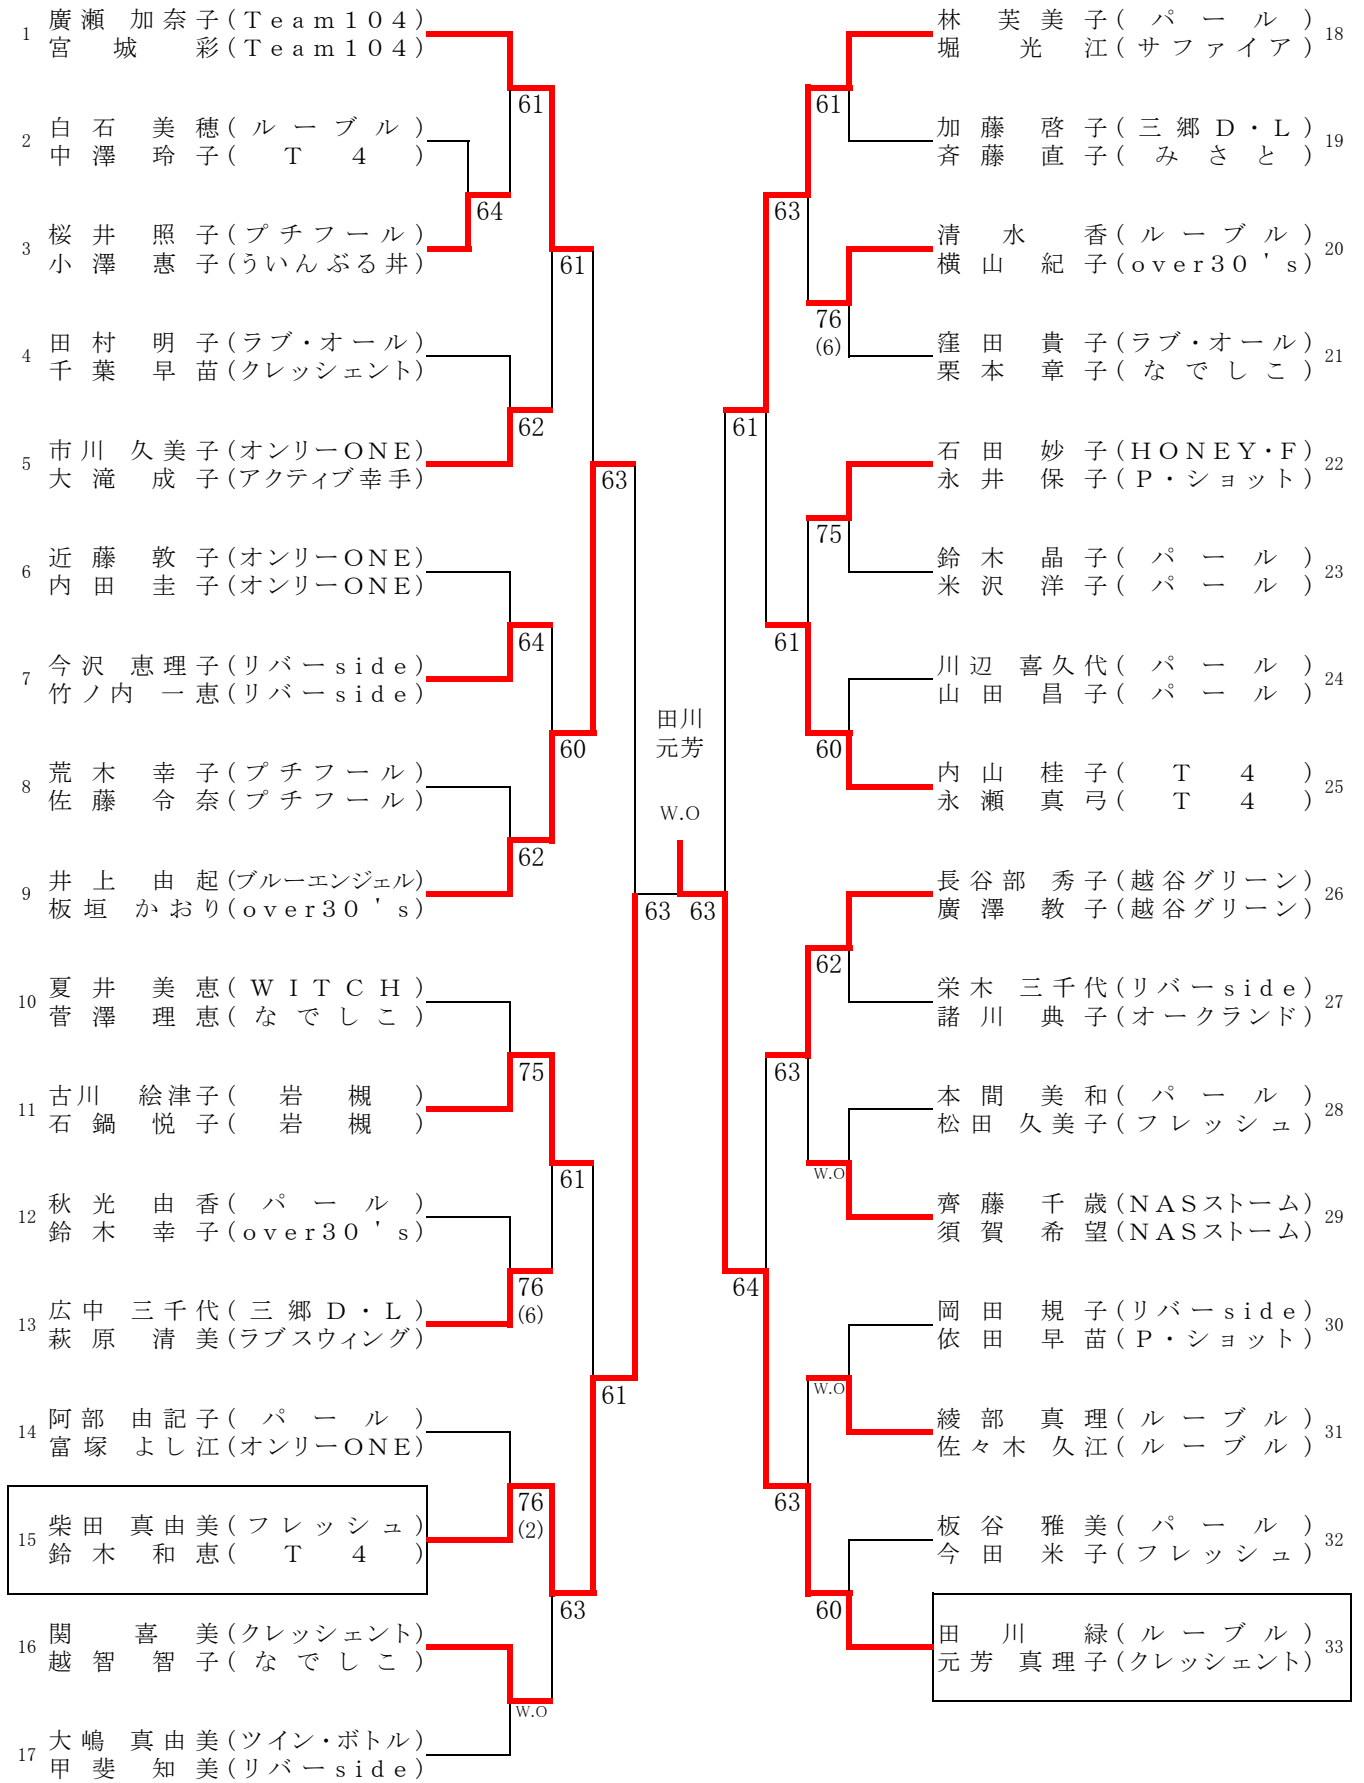 1 廣瀬 加奈子(Team104)
宮城 彩(Team104)
61
2 白石 美穂(ルーブル)
中澤 玲子(T4)
64
3 桜井 照子(プチフール)
小澤 惠子(ういんぶる丼)
61
4 田村 明子(ラブ・オール)
千葉 早苗(クレッシェント)
62
5 市川 久美子(オンリーONE)
大滝 成子(アクティブ幸手)
63
6 近藤 敦子(オンリーONE)
内田 圭子(オンリーONE)
64
7 今沢 恵理子(リバーside)
竹ノ内 一恵(リバーside)
60
8 荒木 幸子(プチフール)
佐藤 令奈(プチフール)
62
9 井上 由起(ブルーエンジェル)
板垣 かおり(over30's)
63
10 夏井 美恵(WITCH)
菅澤 理恵(なでしこ)
75
11 古川 絵津子(岩槻)
石鍋 悦子(岩槻)
61
12 秋光 由香(パール)
鈴木 幸子(over30's)
76
(6)
13 広中 三千代(三郷D・L)
萩原 清美(ラブスウィング)
61
14 阿部 由記子(パール)
富塚 よし江(オンリーONE)
76
(2)
15 柴田 真由美(フレッシュ)
鈴木 和恵(T4)
63
16 関 喜美(クレッシェント)
越智 智子(なでしこ)
W.O
17 大嶋 真由美(ツイン・ボトル)
甲斐 知美(リバーside)
田川
元芳
W.O
63
林 芙美子(パール) 18
堀 光江(サファイア)
61
加藤 啓子(三郷D・L) 19
斉藤 直子(みさと)
63
清水 香(ルーブル) 20
横山 紀子(over30's)
76
(6)
窪田 貴子(ラブ・オール) 21
栗本 章子(なでしこ)
61
石田 妙子(HONEY・F) 22
永井 保子(P・ショット)
75
鈴木 晶子(パール) 23
米沢 洋子(パール)
61
川辺 喜久代(パール) 24
山田 昌子(パール)
60
内山 桂子(T4) 25
永瀬 真弓(T4)
長谷部 秀子(越谷グリーン) 26
廣澤 教子(越谷グリーン)
62
栄木 三千代(リバーside) 27
諸川 典子(オークランド)
63
本間 美和(パール) 28
松田 久美子(フレッシュ)
W.O
齊藤 千歳(NASストーム) 29
須賀 希望(NASストーム)
64
岡田 規子(リバーside) 30
依田 早苗(P・ショット)
W.O
綾部 真理(ルーブル) 31
佐々木 久江(ルーブル)
63
板谷 雅美(パール) 32
今田 米子(フレッシュ)
60
田川 緑(ルーブル) 33
元芳 真理子(クレッシェント)